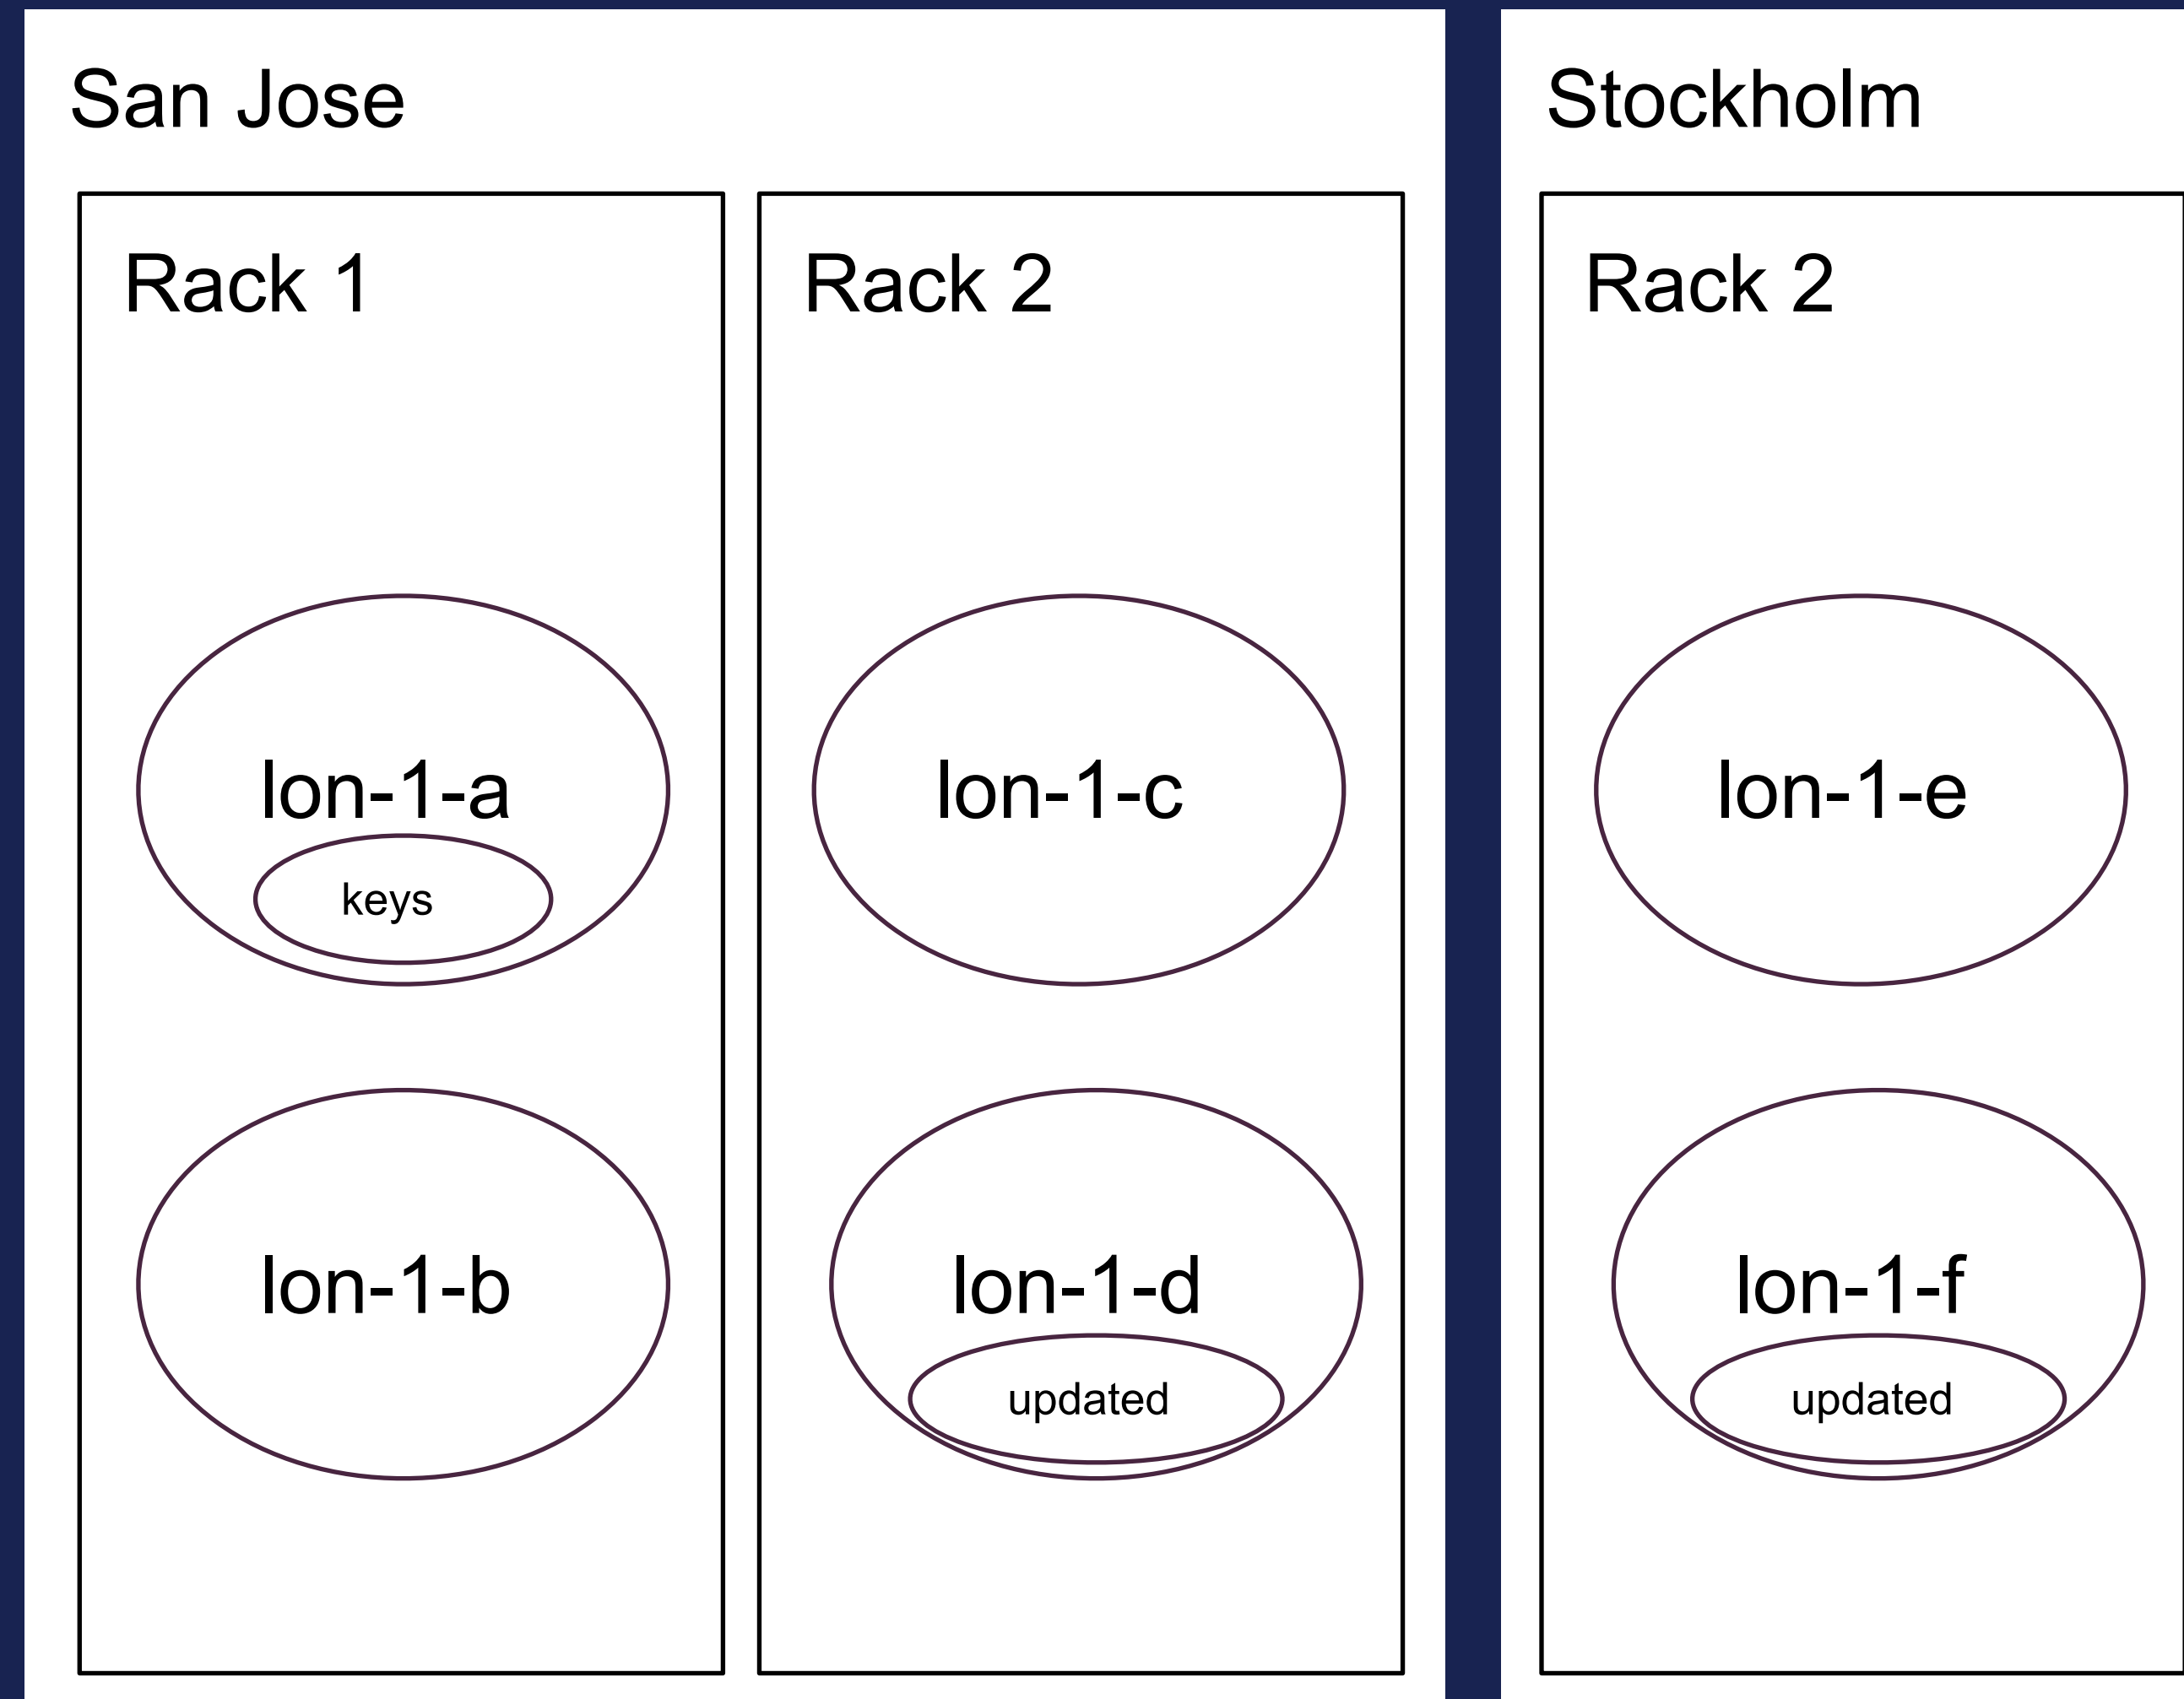 San Jose
Rack 1
lon-1-a
keys
lon-1-b
Rack 2
lon-1-c
lon-1-d
updated
Stockholm
Rack 2
lon-1-e
lon-1-f
updated